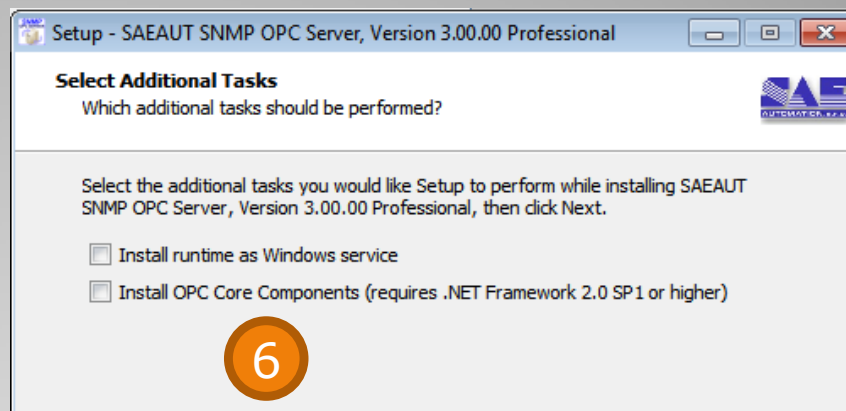 Setup - SAEAUT SNMP OPC Server, Version 3.00.00 Professional
Select Additional Tasks
Which additional tasks should be performed?
SAE
Select the additional tasks you would like Setup to perform while installing SAEAUT
SNMP OPC Server, Version 3.00.00 Professional, then click Next.
Install runtime as Windows service
Install OPC Core Components (requires .NET Framework 2.0 SP1 or higher)
6